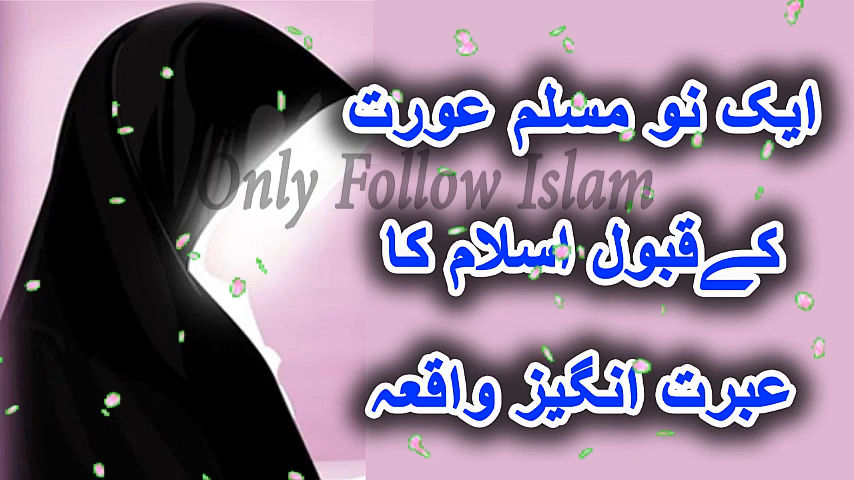 ایک نو مسلم عورت
Only Follow Islam
کے قبول اسلام کا
عبرت انگیز واقعہ